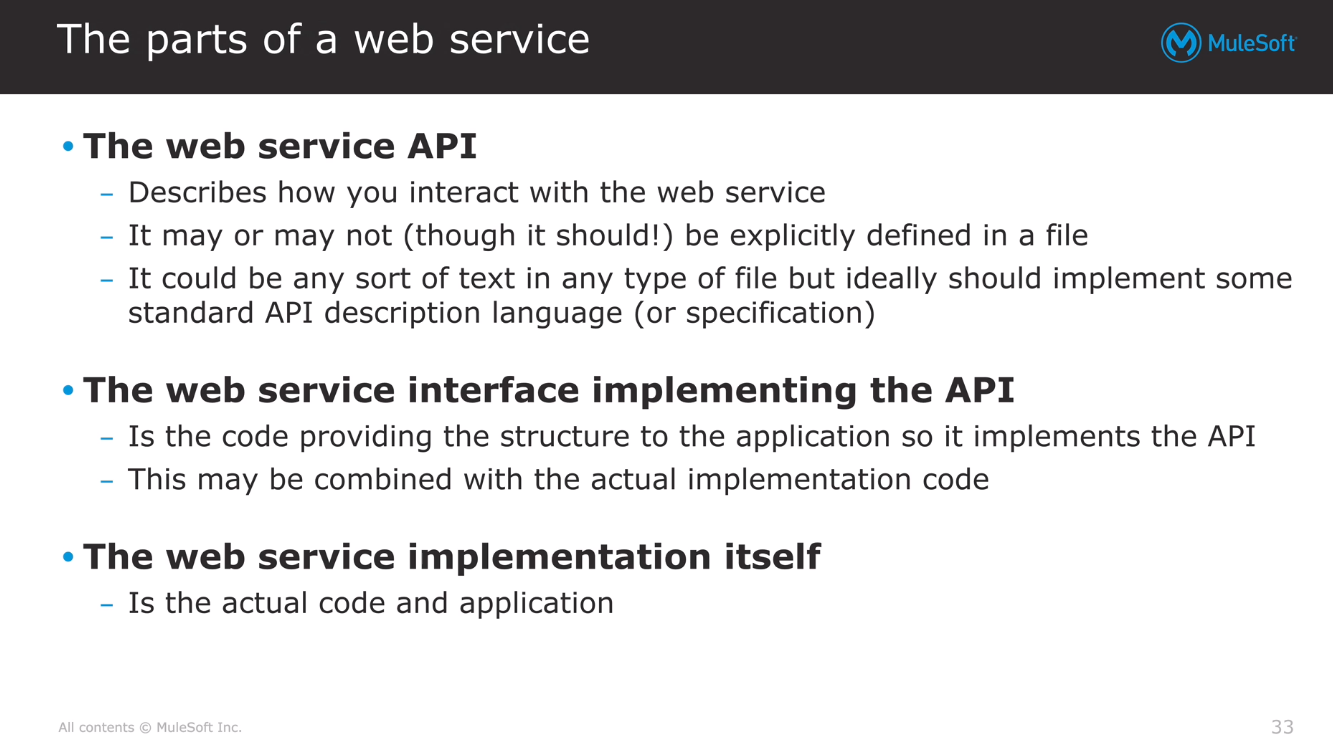 The parts of a web service
MuleSoft
• The web service API
– Describes how you interact with the web service
– It may or may not (though it should!) be explicitly defined in a file
– It could be any sort of text in any type of file but ideally should implement some
standard API description language (or specification)
• The web service interface implementing the API
– Is the code providing the structure to the application so it implements the API
– This may be combined with the actual implementation code
• The web service implementation itself
– Is the actual code and application
All contents © MuleSoft Inc.
33